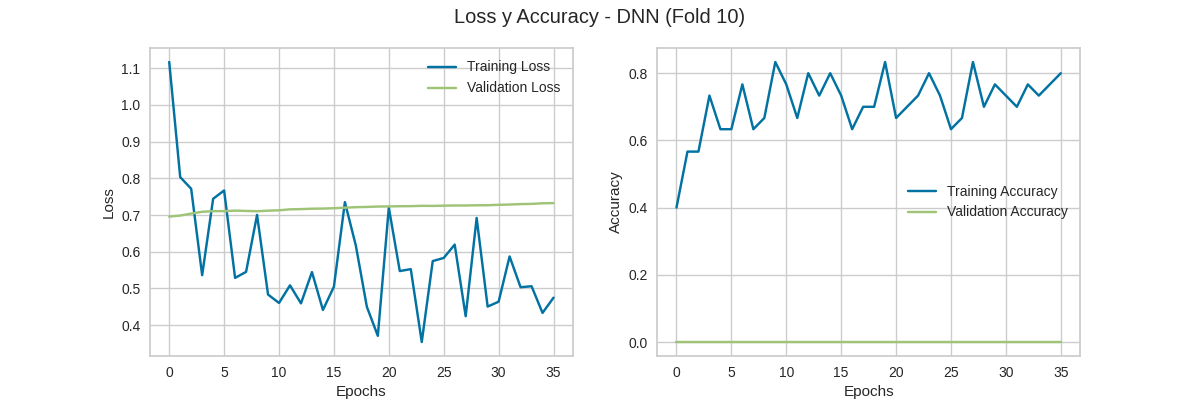 Loss y Accuracy - DNN (Fold 10)
1.1
1.0
0.9
0.8
0.7
0.6
0.5
0.4
Loss
Training Loss
Validation Loss
0 5 10 15 20 25 30 35
Epochs
0.8
0.6
0.4
0.2
0.0
Accuracy
Training Accuracy
Validation Accuracy
0 5 10 15 20 25 30 35
Epochs